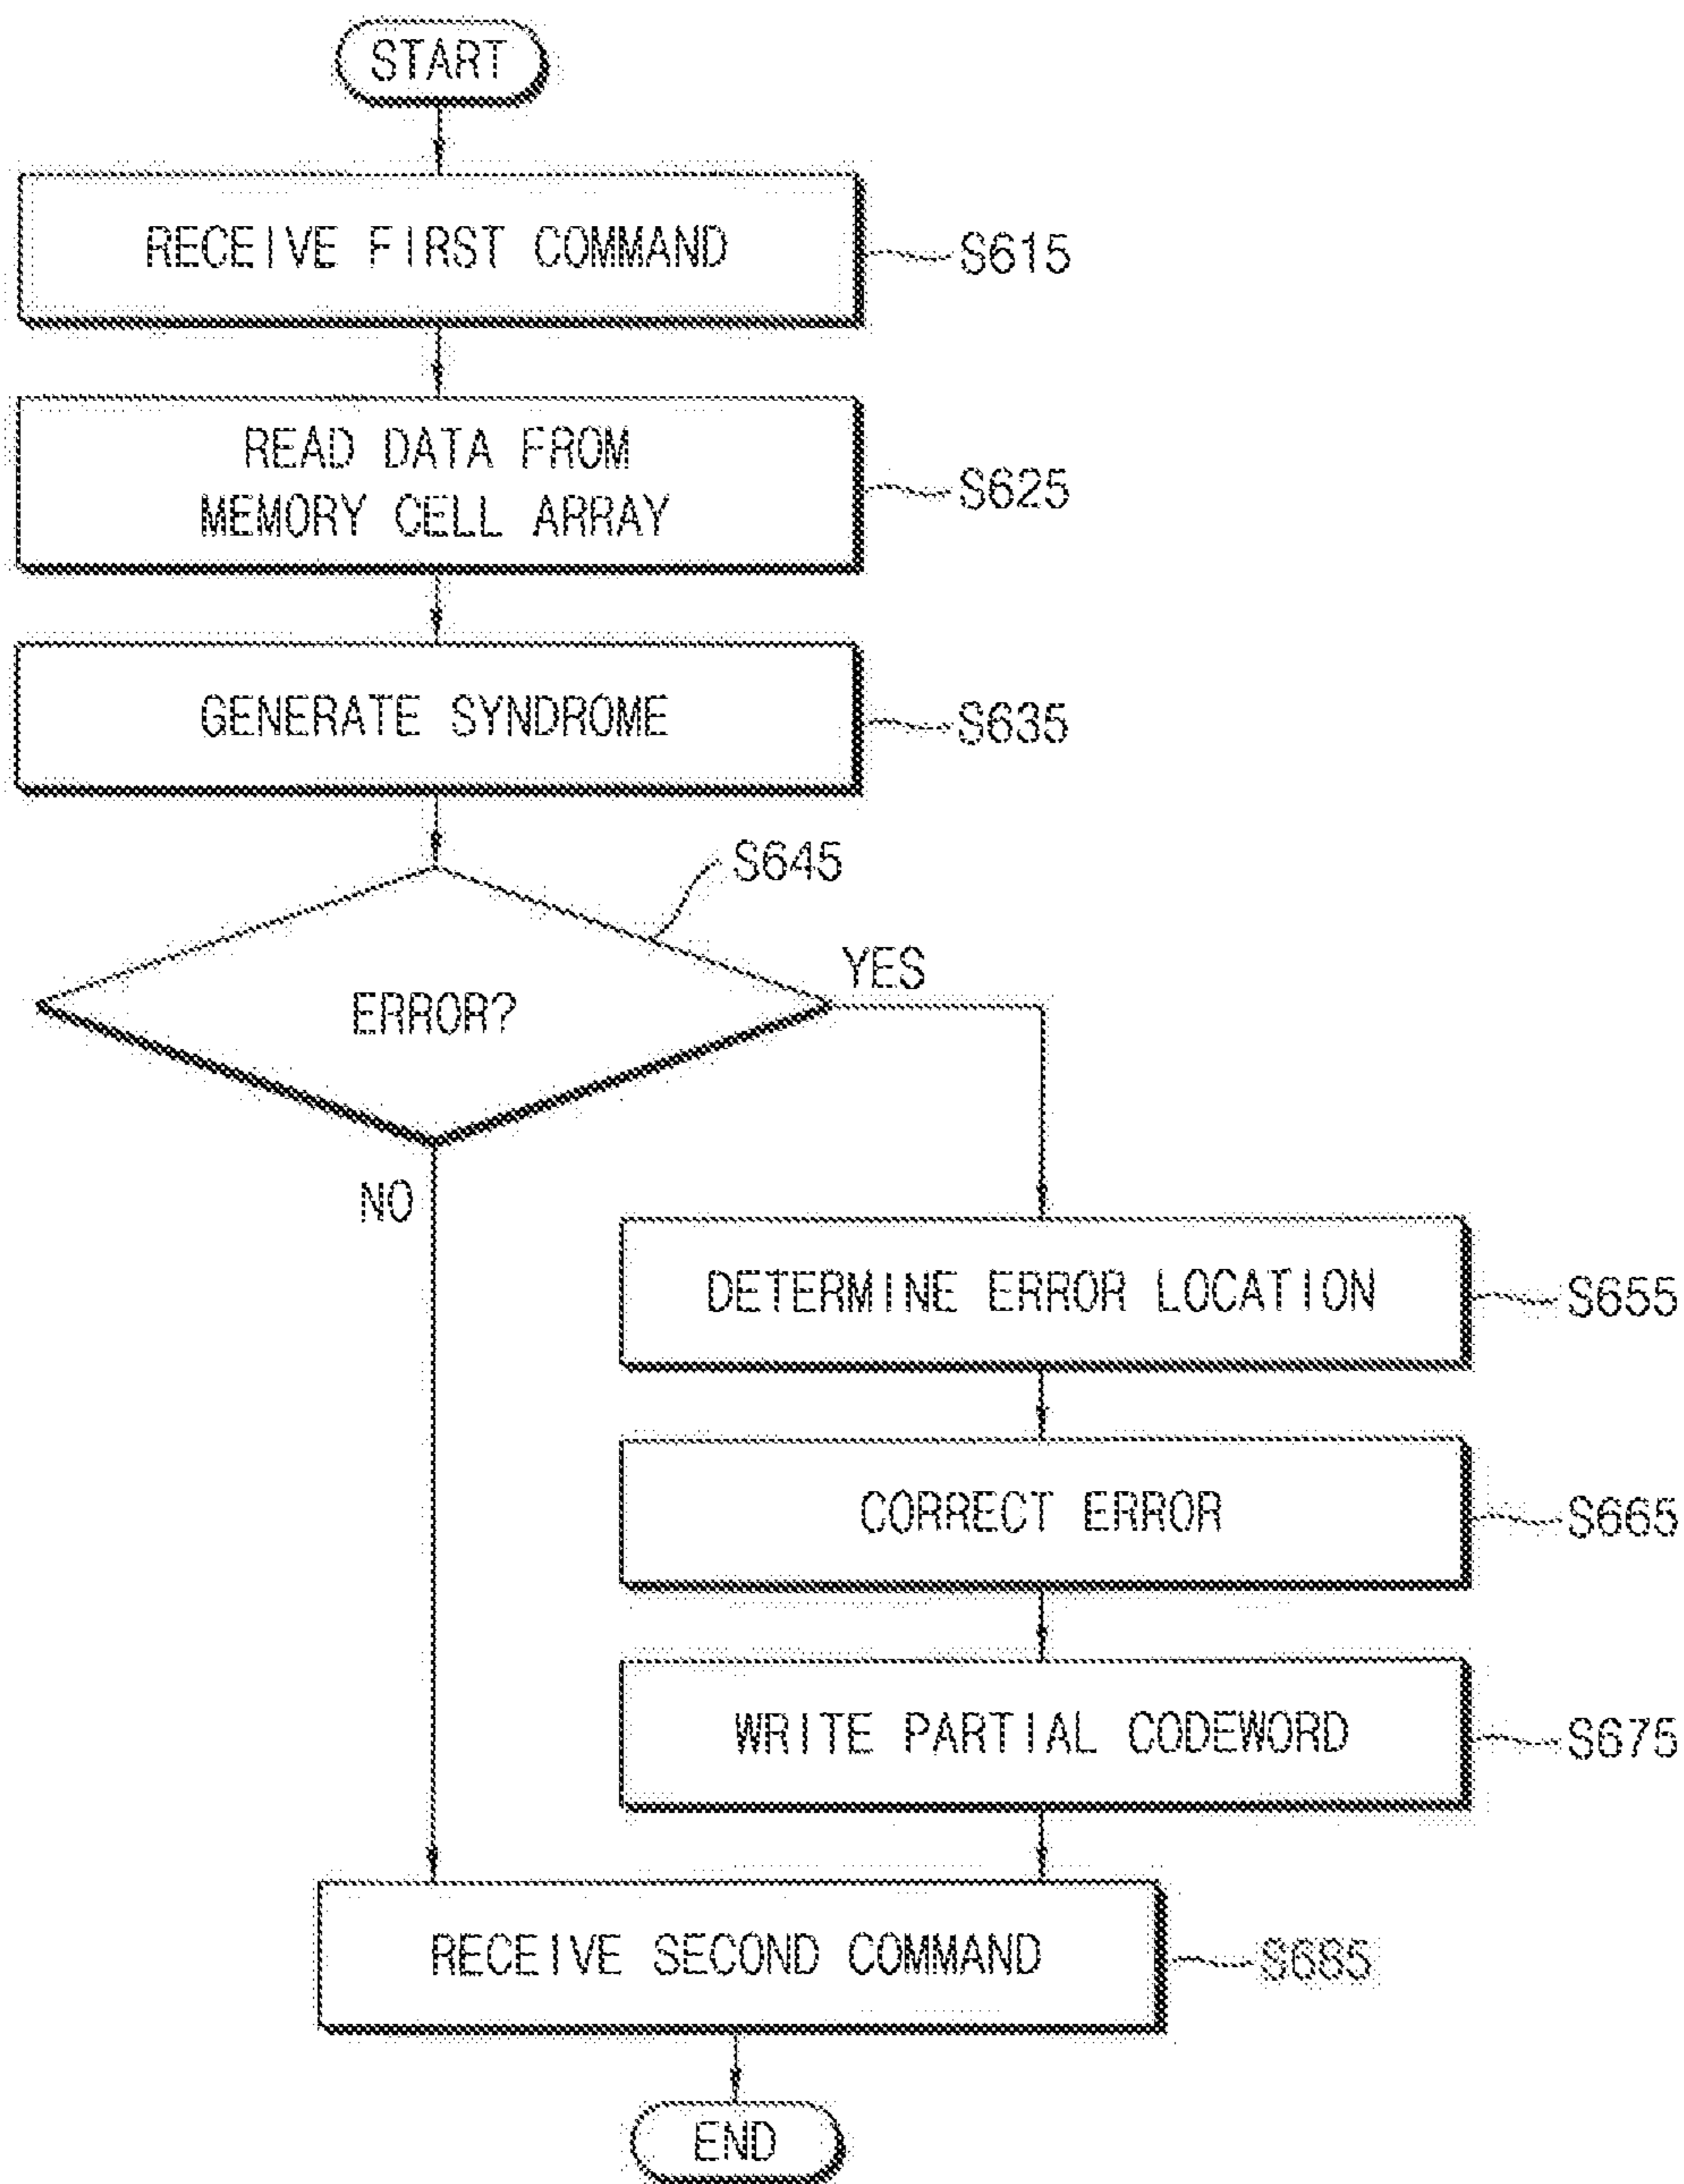 START
RECEIVE FIRST COMMAND
S615
READ DATA FROM
MEMORY CELL ARRAY
S625
GENERATE SYNDROME
S635
S645
ERROR?
YES
NO
DETERMINE ERROR LOCATION
S655
CORRECT ERROR
S665
WRITE PARTIAL CODEWORD
S675
RECEIVE SECOND COMMAND
S685
END